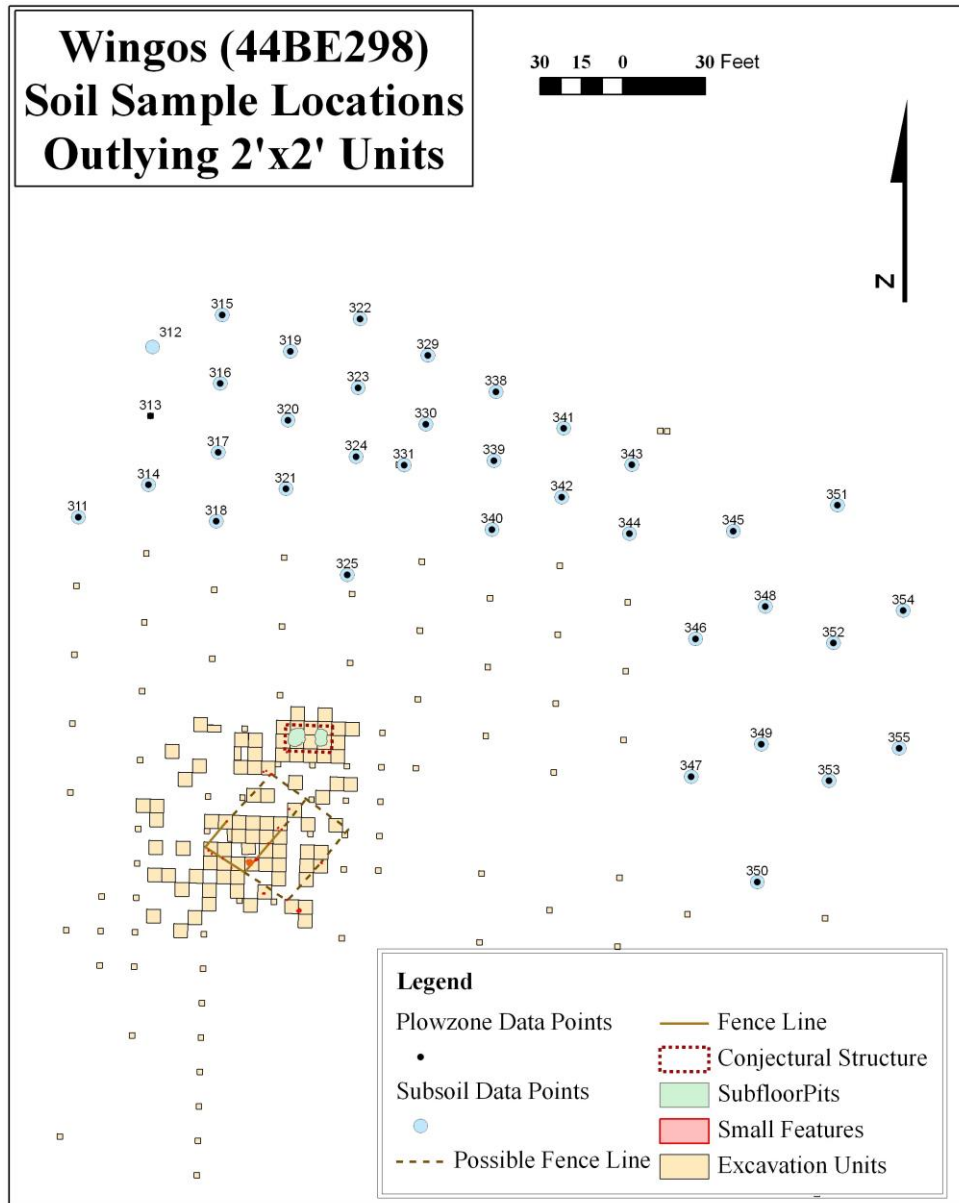 Wingos (44BE298)
Soil Sample Locations
Outlying 2'x2' Units
30 15 0 30 Feet
N
315
322
312
319
329
316
323
338
313
320
330
341
317
324
331
339
343
314
321
342
351
311
318
340
344
345
325
348
354
346
352
349
355
347
353
350
Legend
Plowzone Data Points
Subsoil Data Points
Possible Fence Line
Fence Line
Conjectural Structure
SubfloorPits
Small Features
Excavation Units